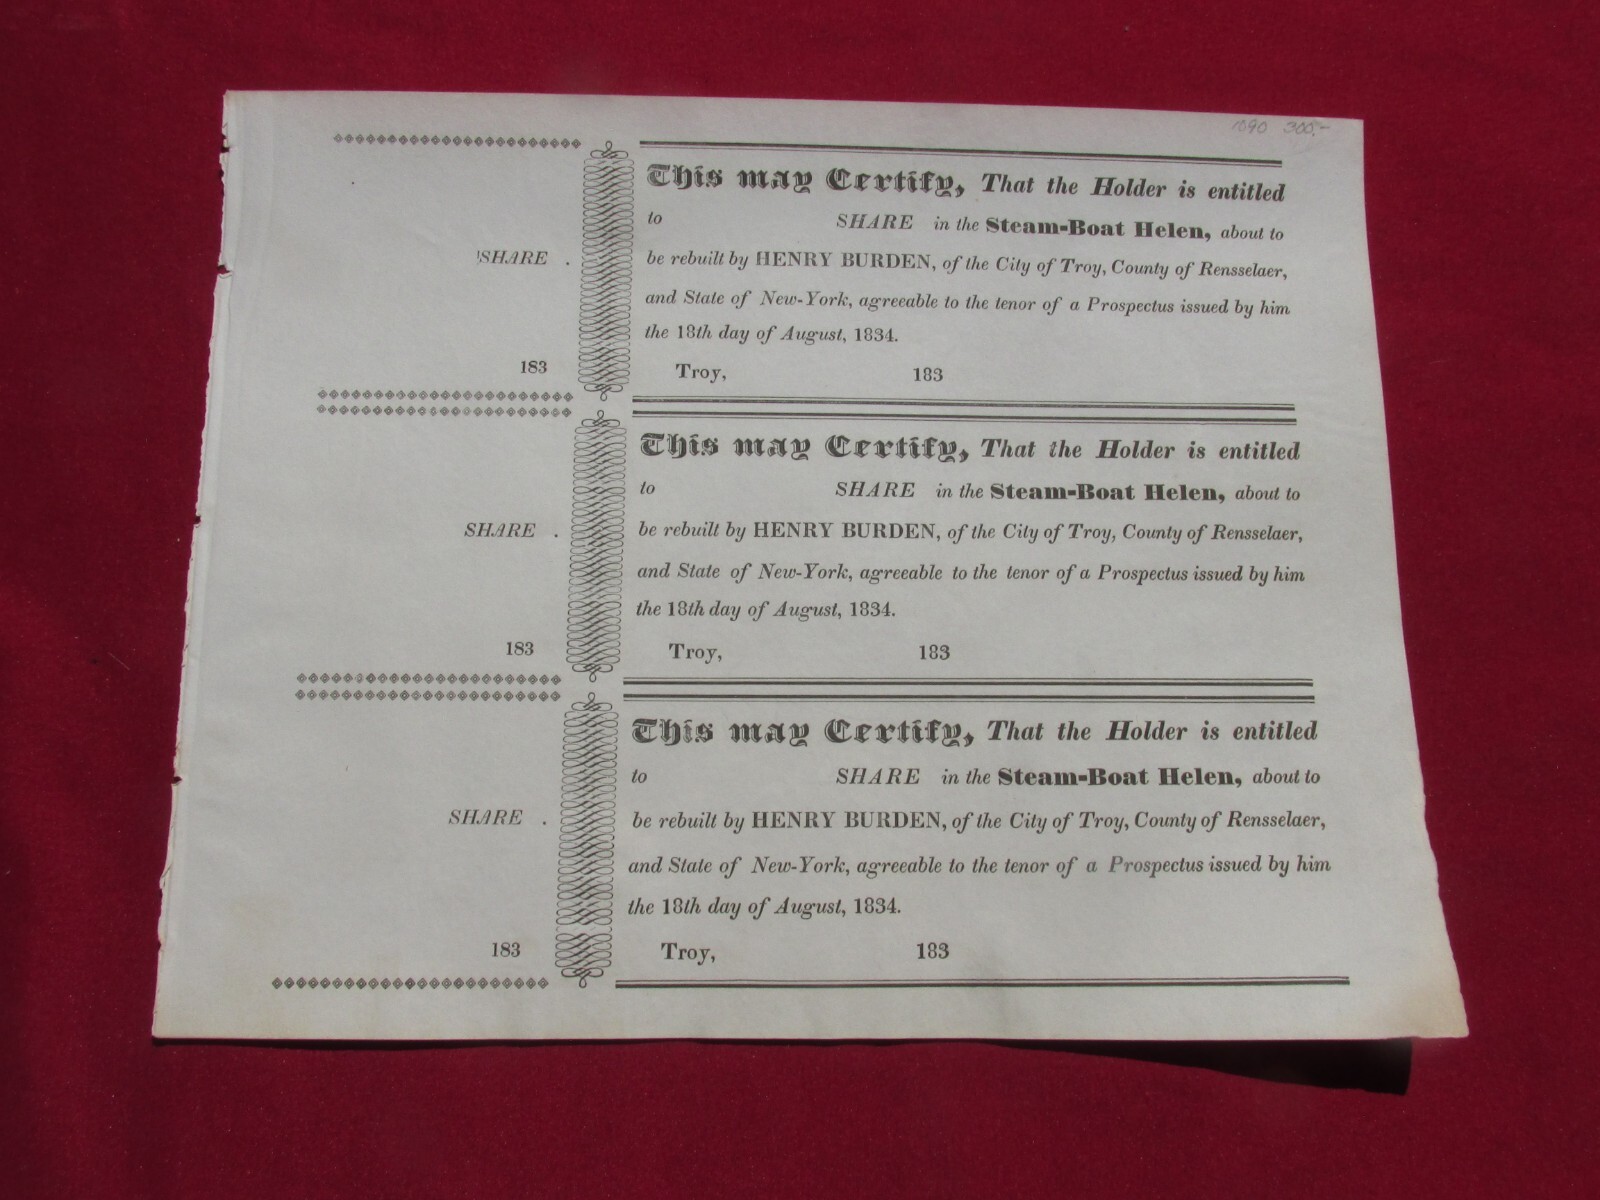 300.-
This may Certify, That the Holder is entitled
to SHARE in the Steam-Boat Helen, about to
SHARE .
be rebuilt by HENRY BURDEN, of the City of Troy, County of Rensselaer,
and State of New-York, agreeable to the tenor of a Prospectus issued by him
the 18th day of August, 1834.
183
Troy, 183
This may Certify, That the Holder is entitled
to SHARE in the Steam-Boat Helen, about to
SHARE .
be rebuilt by HENRY BURDEN, of the City of Troy, County of Rensselaer,
and State of New-York, agreeable to the tenor of a Prospectus issued by him
the 18th day of August, 1834.
183
Troy, 183
This may Certify, That the Holder is entitled
to SHARE in the Steam-Boat Helen, about to
SHARE .
be rebuilt by HENRY BURDEN, of the City of Troy, County of Rensselaer,
and State of New-York, agreeable to the tenor of a Prospectus issued by him
the 18th day of August, 1834.
183
Troy, 183